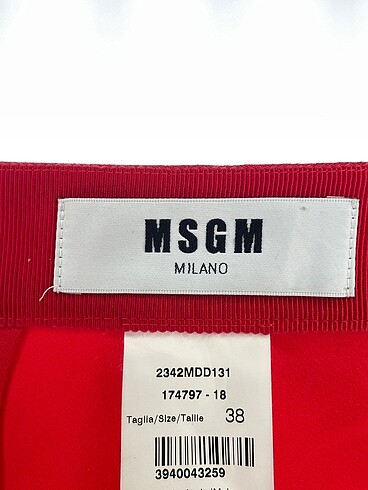 MSGM
MILANO
2342MDD131
174797 - 18
Taglia/Size/Taille 38
3940043259